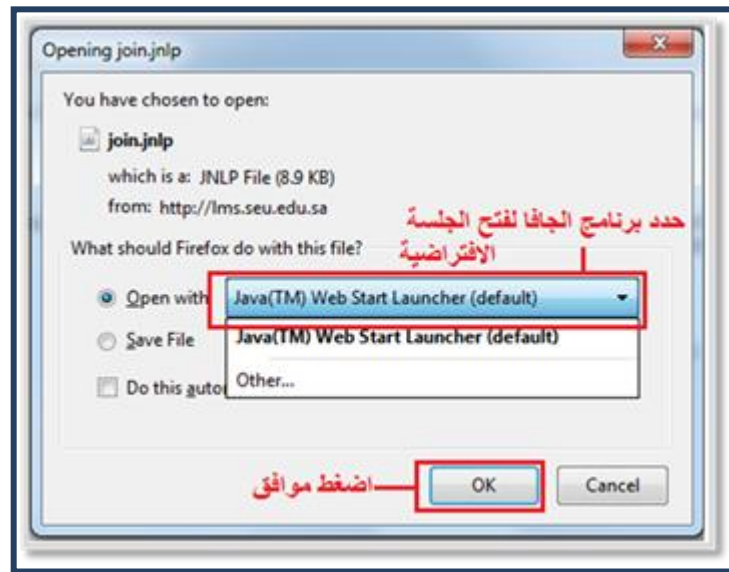 Opening join.jnlp
You have chosen to open:
join.jnlp
which is a: JNLP File (8.9 KB)
from: http://lms.seu.edu.sa
حدد برنامج الجافا لفتح الجلسة
الافتراضية
What should Firefox do with this file?
Open with
Java(TM) Web Start Launcher (default)
Java(TM) Web Start Launcher (default)
Save File
Other...
Do this auto
اضغط موافق
OK
Cancel